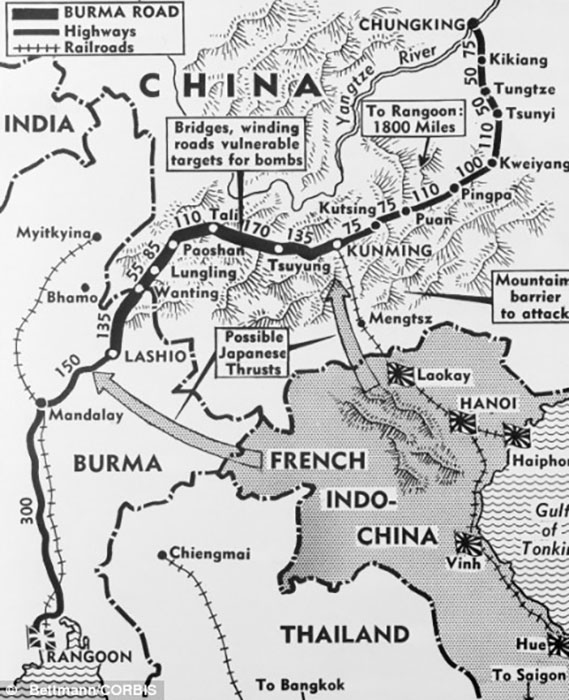 BURMA ROAD
Highways
Railroads
CHUNGKING
75
Kikiang
50
Tungtze
50
Tsunyi
110
Kweiyang
CHINA
Yangtze River
INDIA
To Rangoon:
1800 Miles
Bridges, winding
roads vulnerable
targets for bombs
100
Pingpa
110
Puan
75
Kutsing
75
KUNMING
135
Tsuyung
170
Tali
110
Paoshan
85
Lungling
55
Wanting
Myitkyina
Bhamo
135
LASHIO
150
Mandalay
Mountain
barrier
to attack
Mengtsz
Possible
Japanese
Thrusts
Laokay
HANOI
Haiphon
BURMA
FRENCH
INDO-
CHINA
Gulf
of
Tonkin
300
Chiengmai
Vinh
THAILAND
Hue
RANGOON
To Bangkok
To Saigon
© Bettmann/CORBIS